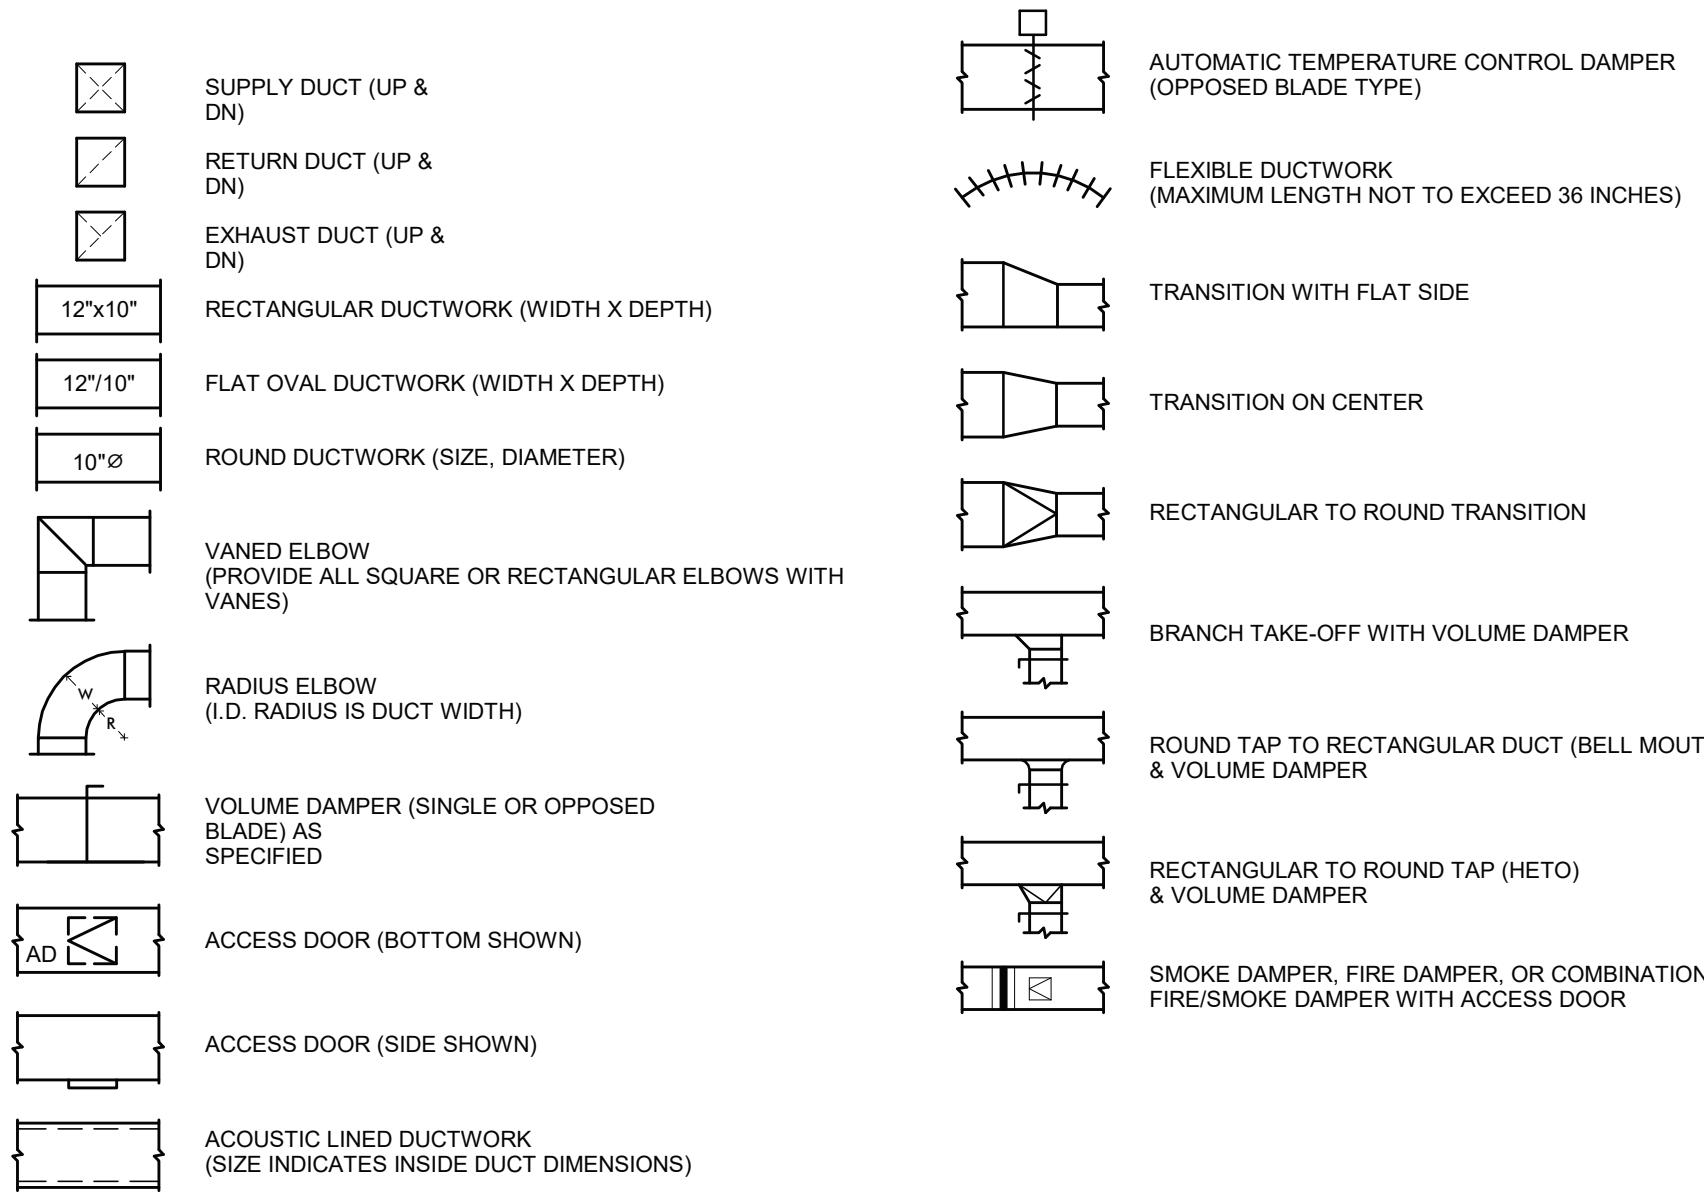 SUPPLY DUCT (UP &
DN)
RETURN DUCT (UP &
DN)
EXHAUST DUCT (UP &
DN)
12"x10"
RECTANGULAR DUCTWORK (WIDTH X DEPTH)
12"/10"
FLAT OVAL DUCTWORK (WIDTH X DEPTH)
10"Ø
ROUND DUCTWORK (SIZE, DIAMETER)
VANED ELBOW
(PROVIDE ALL SQUARE OR RECTANGULAR ELBOWS WITH
VANES)
W
R
RADIUS ELBOW
(I.D. RADIUS IS DUCT WIDTH)
VOLUME DAMPER (SINGLE OR OPPOSED
BLADE) AS
SPECIFIED
AD
ACCESS DOOR (BOTTOM SHOWN)
ACCESS DOOR (SIDE SHOWN)
ACOUSTIC LINED DUCTWORK
(SIZE INDICATES INSIDE DUCT DIMENSIONS)
AUTOMATIC TEMPERATURE CONTROL DAMPER
(OPPOSED BLADE TYPE)
FLEXIBLE DUCTWORK
(MAXIMUM LENGTH NOT TO EXCEED 36 INCHES)
TRANSITION WITH FLAT SIDE
TRANSITION ON CENTER
RECTANGULAR TO ROUND TRANSITION
BRANCH TAKE-OFF WITH VOLUME DAMPER
ROUND TAP TO RECTANGULAR DUCT (BELL MOUT
& VOLUME DAMPER
RECTANGULAR TO ROUND TAP (HETO)
& VOLUME DAMPER
SMOKE DAMPER, FIRE DAMPER, OR COMBINATION
FIRE/SMOKE DAMPER WITH ACCESS DOOR